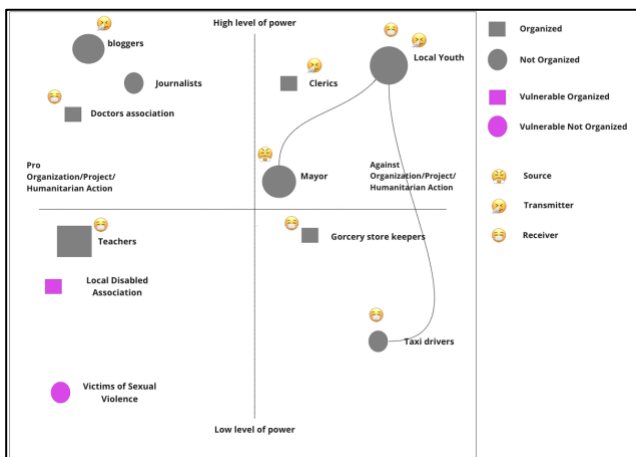 High level of power
bloggers
Local Youth
Journalists
Clerics
Doctors association
Pro
Organization/Project/
Humanitarian Action
Mayor
Against
Organization/Project/
Humanitarian Action
Teachers
Gorcery store keepers
Local Disabled
Association
Taxi drivers
Victims of Sexual
Violence
Low level of power
Organized
Not Organized
Vulnerable Organized
Vulnerable Not Organized
Source
Transmitter
Receiver